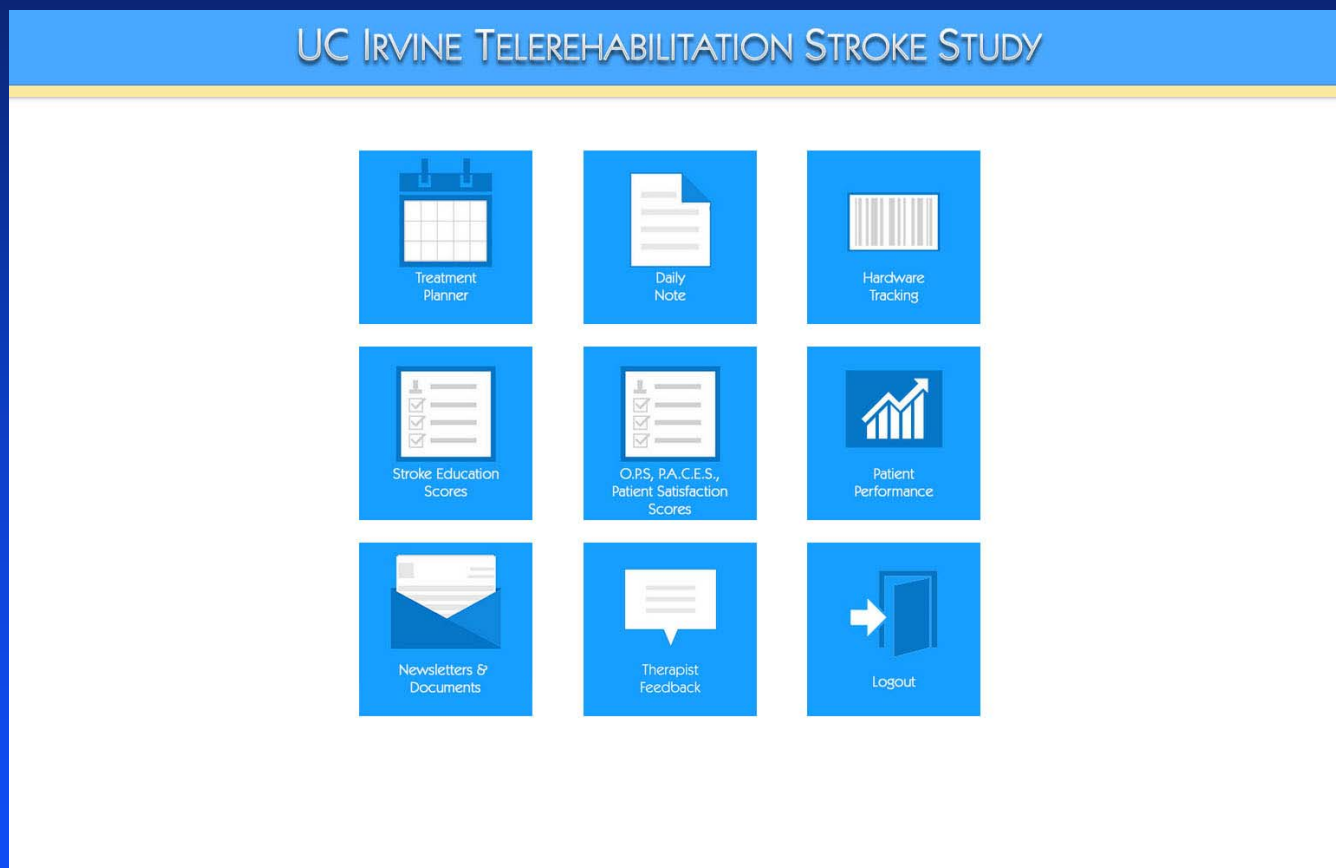 UC IRVINE TELEREHABILITATION STROKE STUDY
Treatment
Planner
Daily
Note
Hardware
Tracking
Stroke Education
Scores
O.P.S, P.A.C.E.S.,
Patient Satisfaction
Scores
Patient
Performance
Newsletters &
Documents
Therapist
Feedback
Logout